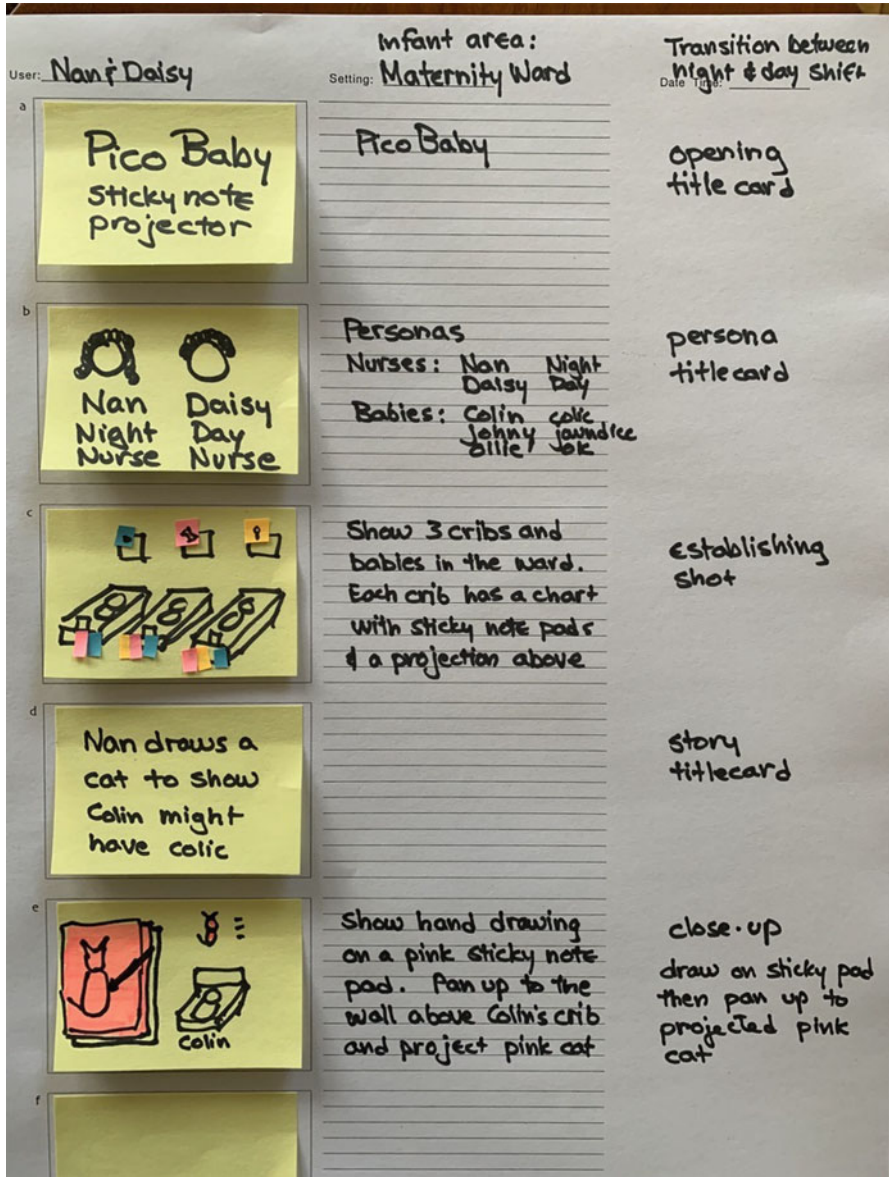 Infant area:
Transition between
User: Nan & Daisy
Setting: Maternity Ward
night & day shift
Date Time:
a
Pico Baby
sticky note
projector
Pico Baby
opening
title card
b
Nan Daisy
Night Day
Nurse Nurse
Personas
Nurses: Nan Night
Daisy Day
Babies: Colin colic
Johny jaundice
Ollie ok
persona
titlecard
c
Show 3 cribs and
babies in the ward.
Each crib has a chart
with sticky note pads
& a projection above
establishing
shot
d
Nan draws a
cat to show
Colin might
have colic
story
titlecard
e
Colin
Show hand drawing
on a pink sticky note
pad. Pan up to the
wall above Colin's crib
and project pink cat
close-up
draw on sticky pad
then pan up to
projected pink
cat
f